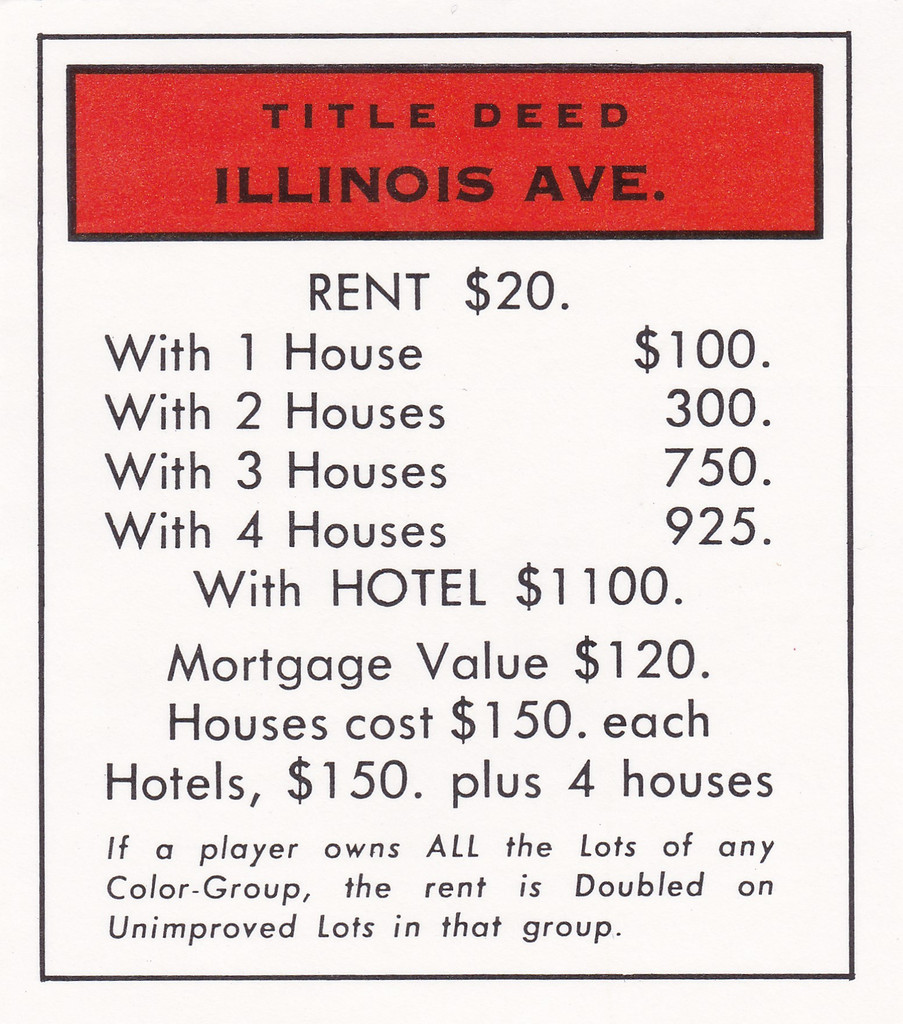 TITLE DEED
ILLINOIS AVE.
RENT $20.
With 1 House $100.
With 2 Houses 300.
With 3 Houses 750.
With 4 Houses 925.
With HOTEL $1100.
Mortgage Value $120.
Houses cost $150. each
Hotels, $150. plus 4 houses
If a player owns ALL the Lots of any
Color-Group, the rent is Doubled on
Unimproved Lots in that group.